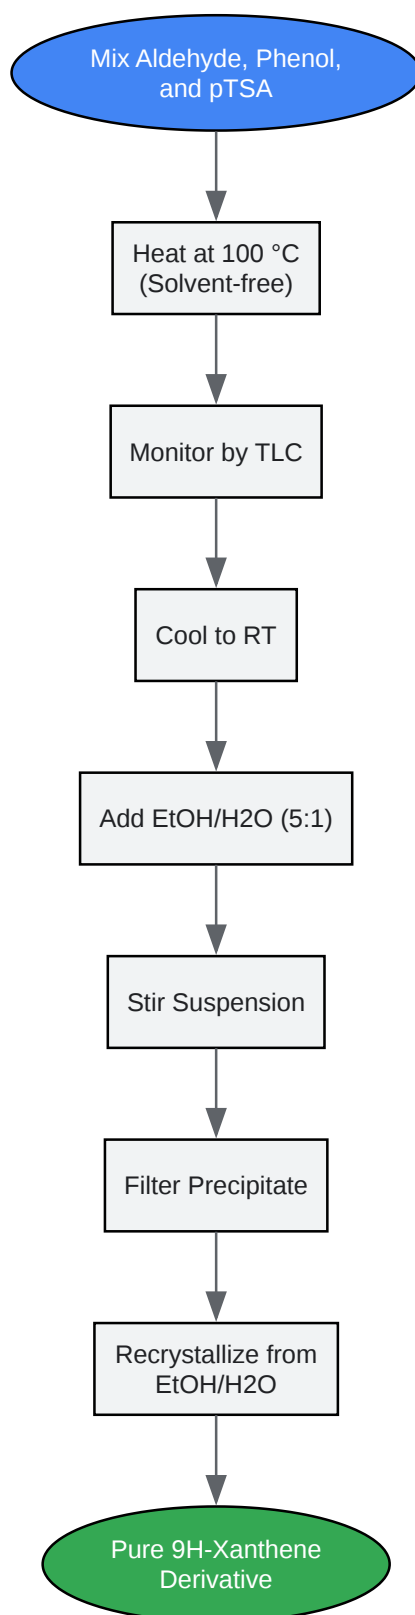 Mix Aldehyde, Phenol,
and pTSA
Heat at 100 °C
(Solvent-free)
Monitor by TLC
Cool to RT
Add EtOH/H2O (5:1)
Stir Suspension
Filter Precipitate
Recrystallize from
EtOH/H2O
Pure 9H-Xanthene
Derivative